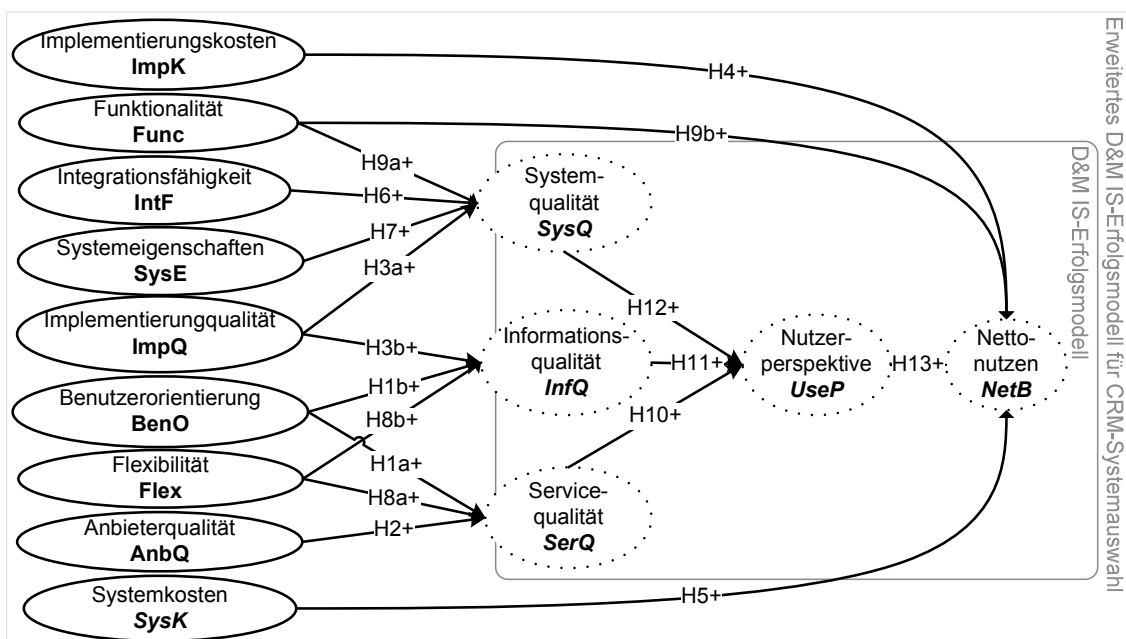 Implementierungskosten
ImpK
Funktionalität
Func
Integrationsfähigkeit
IntF
Systemeigenschaften
SysE
Implementierungqualität
ImpQ
Benutzerorientierung
BenO
Flexibilität
Flex
Anbieterqualität
AnbQ
Systemkosten
SysK
H4+
H9b+
H9a+
H6+
H7+
H3a+
H3b+
H1b+
H8b+
H1a+
H8a+
H2+
H5+
System-
qualität
SysQ
Informations-
qualität
InfQ
Service-
qualität
SerQ
H12+
H11+
H10+
Nutzer-
perspektive
UseP
H13+
Netto-
nutzen
NetB
D&M IS-Erfolgsmodell
Erweitertes D&M IS-Erfolgsmodell für CRM-Systemauswahl